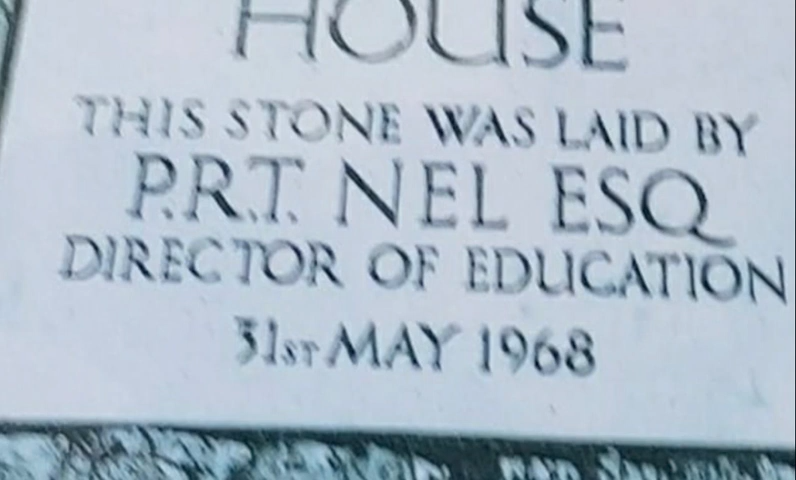 HOUSE
THIS STONE WAS LAID BY
P.R.T. NEL ESQ
DIRECTOR OF EDUCATION
31ST MAY 1968